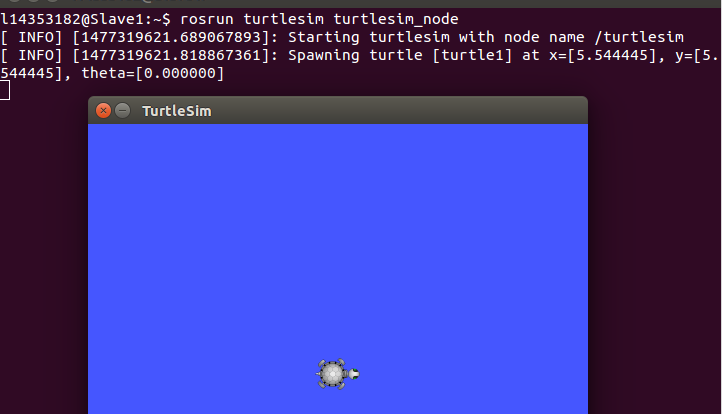 l14353182@Slave1:~$ rosrun turtlesim turtlesim_node
[ INFO] [1477319621.689067893]: Starting turtlesim with node name /turtlesim
[ INFO] [1477319621.818867361]: Spawning turtle [turtle1] at x=[5.544445], y=[5.
544445], theta=[0.000000]
TurtleSim